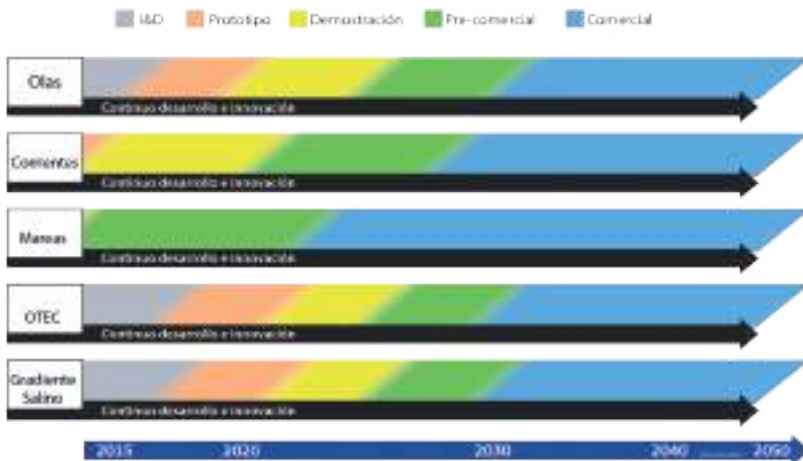 I&D Prototipo Demostración Pre-comercial Comercial
Olas
Continuo desarrollo e innovación
Corrientes
Continuo desarrollo e innovación
Mareas
Continuo desarrollo e innovación
OTEC
Continuo desarrollo e innovación
Gradiente
Salino
Continuo desarrollo e innovación
2015 2020 2030 2040 ........ 2050